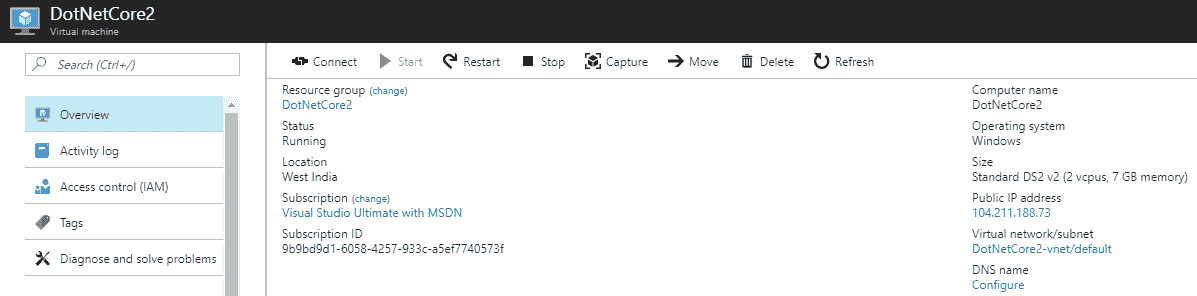 DotNetCore2
Virtual machine
Search (Ctrl+/)
Overview
Activity log
Access control (IAM)
Tags
Diagnose and solve problems
Connect Start Restart Stop Capture Move Delete Refresh
Resource group (change)
DotNetCore2
Status
Running
Location
West India
Subscription (change)
Visual Studio Ultimate with MSDN
Subscription ID
9b9bd9d1-6058-4257-933c-a5ef7740573f
Computer name
DotNetCore2
Operating system
Windows
Size
Standard DS2 v2 (2 vcpus, 7 GB memory)
Public IP address
104.211.188.73
Virtual network/subnet
DotNetCore2-vnet/default
DNS name
Configure